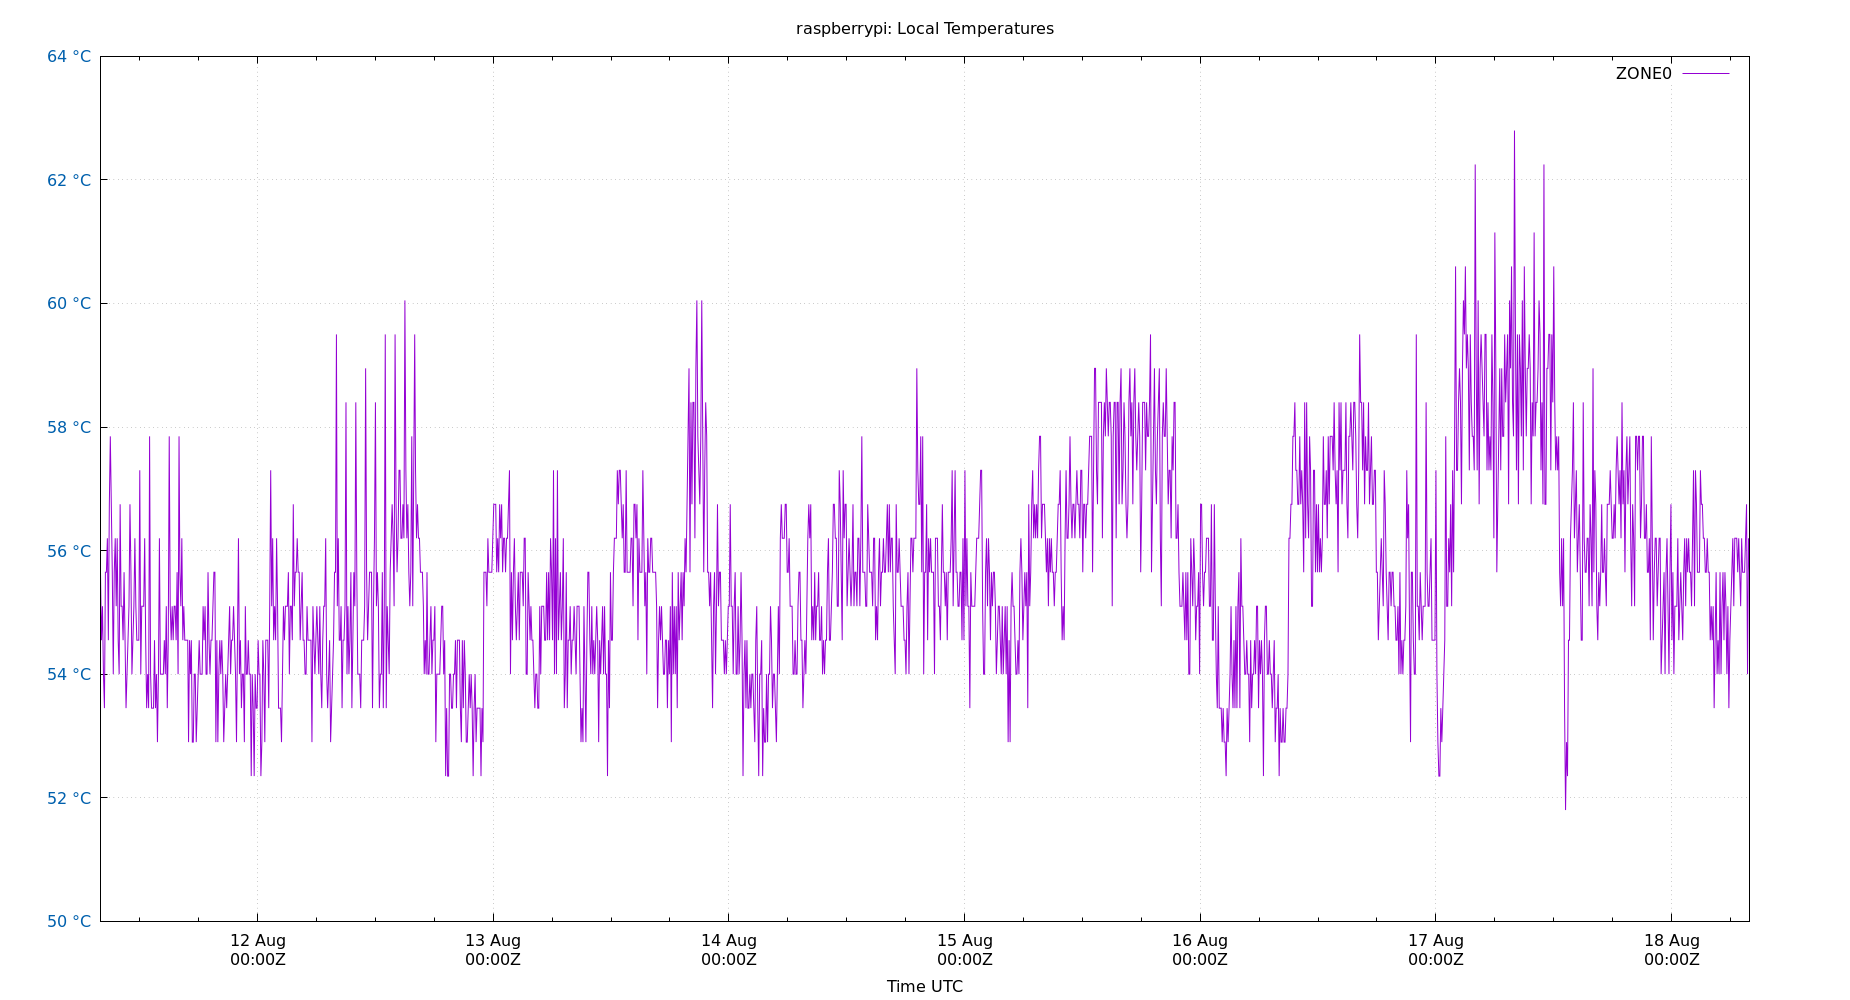 raspberrypi: Local Temperatures
ZONE0
64 °C
62 °C
60 °C
58 °C
56 °C
54 °C
52 °C
50 °C
12 Aug 13 Aug 14 Aug 15 Aug 16 Aug 17 Aug 18 Aug
00:00Z 00:00Z 00:00Z 00:00Z 00:00Z 00:00Z 00:00Z
Time UTC